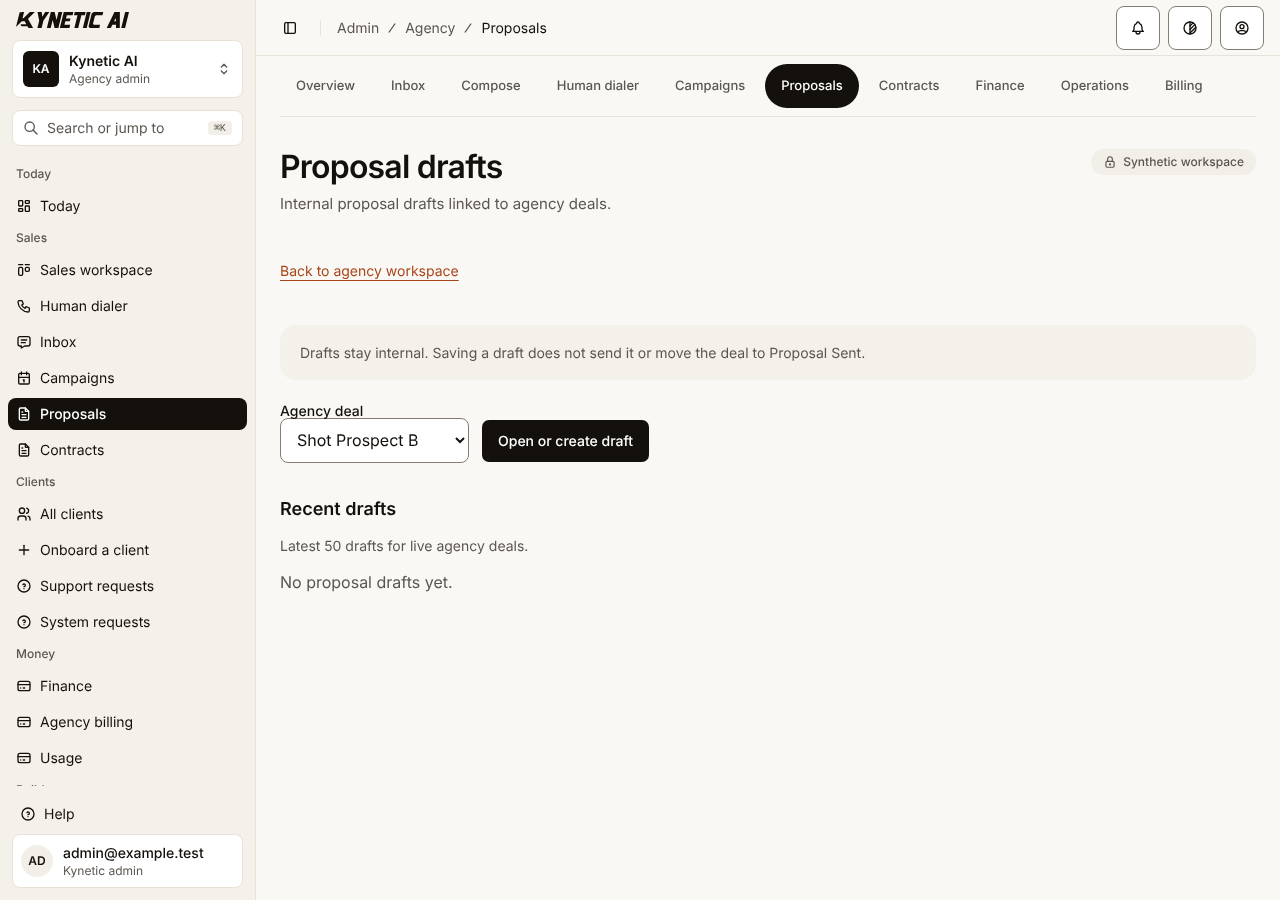 KYNETIC AI
KA
Kynetic AI
Agency admin
Search or jump to
⌘K
Today
Today
Sales
Sales workspace
Human dialer
Inbox
Campaigns
Proposals
Contracts
Clients
All clients
Onboard a client
Support requests
System requests
Money
Finance
Agency billing
Usage
Help
AD
admin@example.test
Kynetic admin
Admin / Agency / Proposals
Overview Inbox Compose Human dialer Campaigns Proposals Contracts Finance Operations Billing
Proposal drafts
Synthetic workspace
Internal proposal drafts linked to agency deals.
Back to agency workspace
Drafts stay internal. Saving a draft does not send it or move the deal to Proposal Sent.
Agency deal
Shot Prospect B
Open or create draft
Recent drafts
Latest 50 drafts for live agency deals.
No proposal drafts yet.